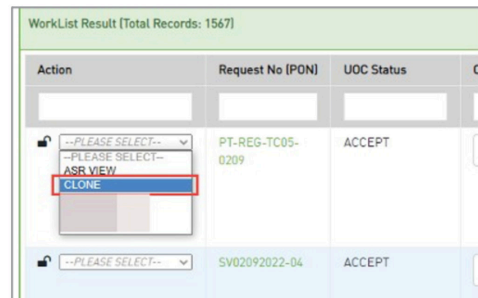 WorkList Result (Total Records: 1567)
Action Request No (PON) UOC Status
--PLEASE SELECT-- PT-REG-TC05- ACCEPT
--PLEASE SELECT-- 0209
ASR VIEW
CLONE
--PLEASE SELECT-- SV02092022-04 ACCEPT